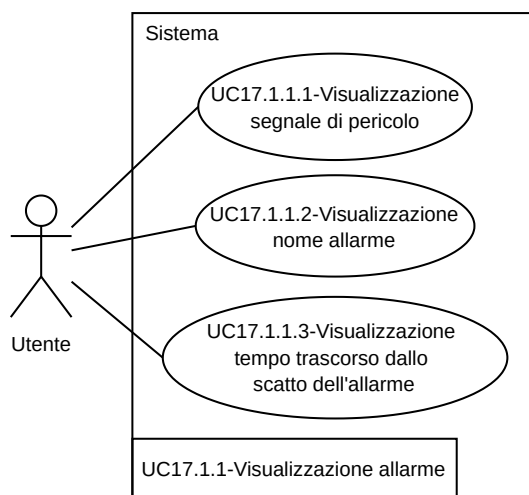 Sistema
UC17.1.1.1-Visualizzazione
segnale di pericolo
UC17.1.1.2-Visualizzazione
nome allarme
UC17.1.1.3-Visualizzazione
tempo trascorso dallo
scatto dell'allarme
Utente
UC17.1.1-Visualizzazione allarme